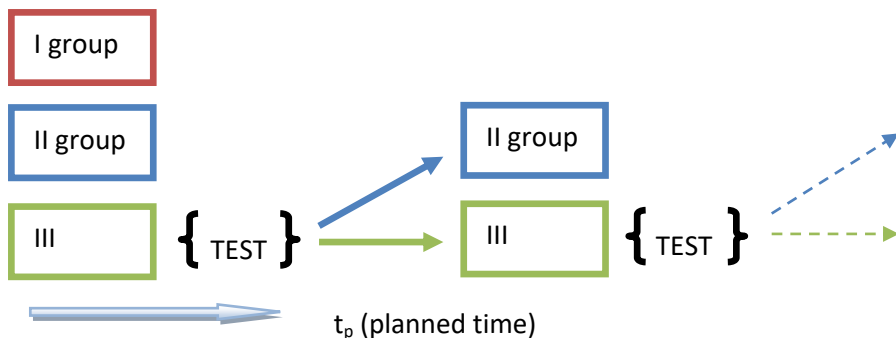 I group
II group
II group
III
{ TEST }
III
{ TEST }
tp (planned time)